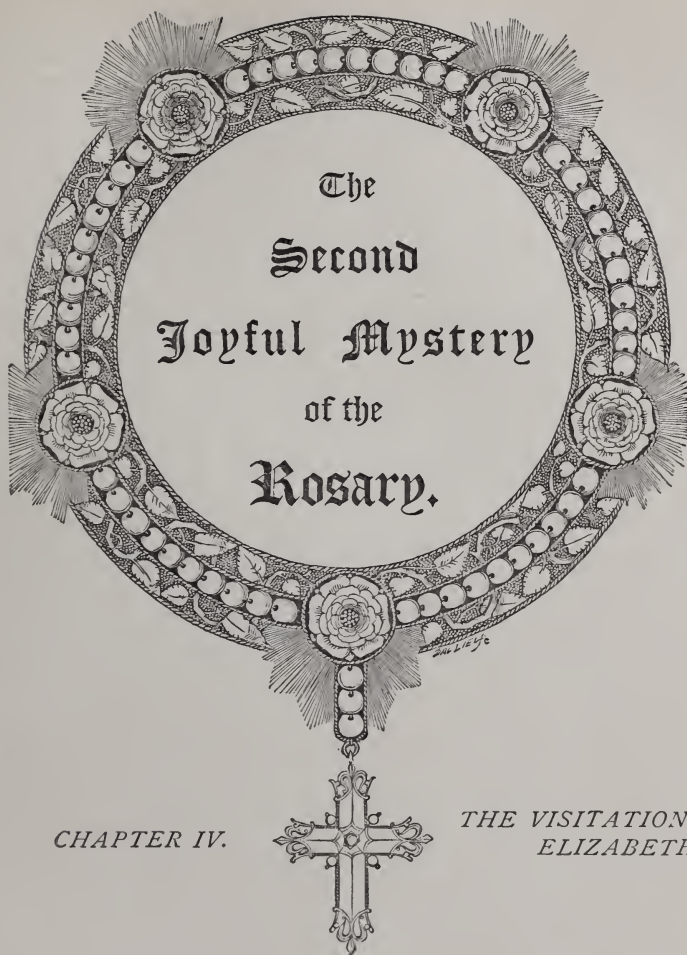 The
Second
Joyful Mystery
of the
Rosary.
CHAPTER IV.
THE VISITATION
ELIZABETH